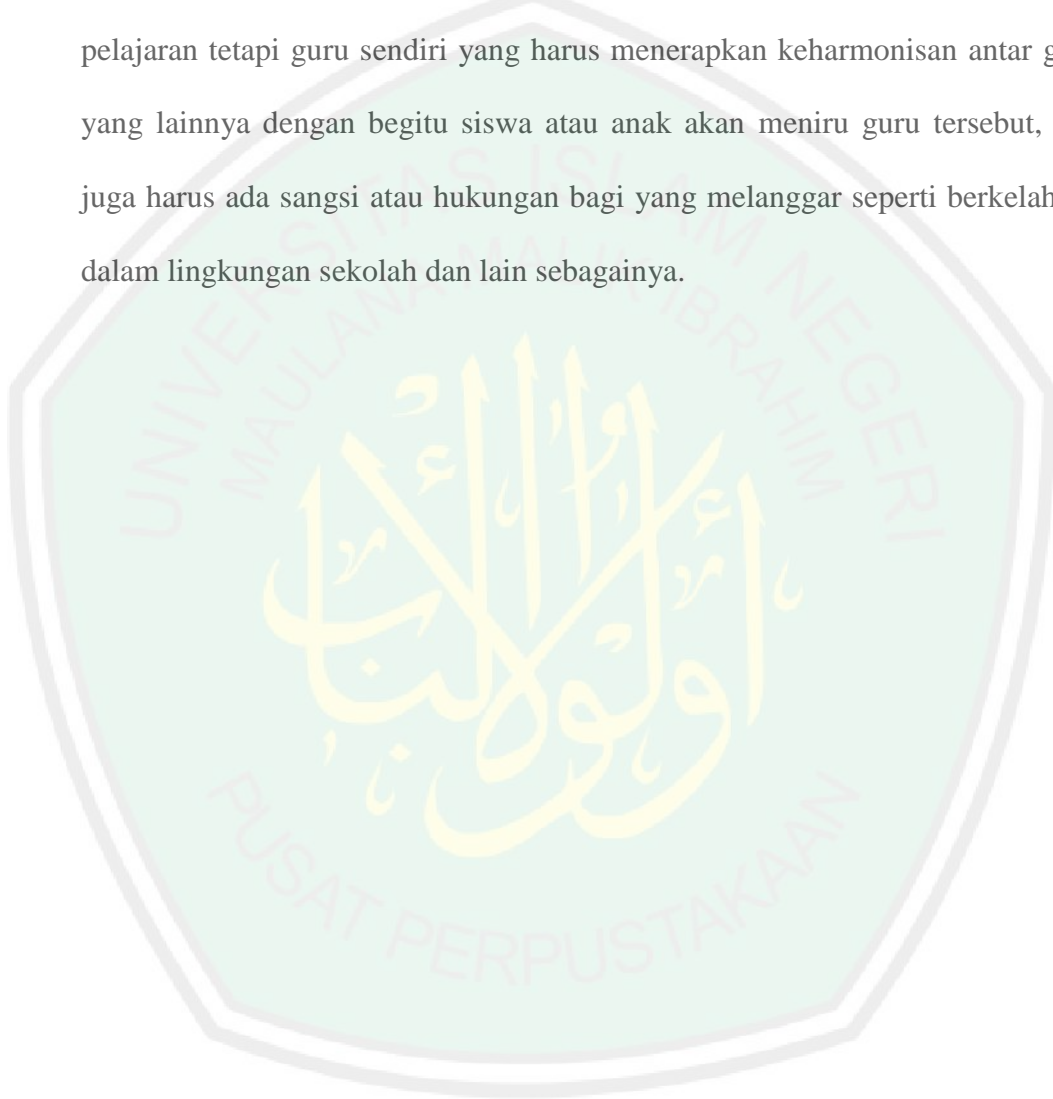 pelajaran tetapi guru sendiri yang harus menerapkan keharmonisan antar
yang lainnya dengan begitu siswa atau anak akan meniru guru tersebut,
juga harus ada sangsi atau hukungan bagi yang melanggar seperti
dalam lingkungan sekolah dan lain sebagainya.
UNIVERSITAS ISLAM NEGERI
MAULANA MALIK IBRAHIM
أولوا الألباب
PUSAT PERPUSTAKAAN